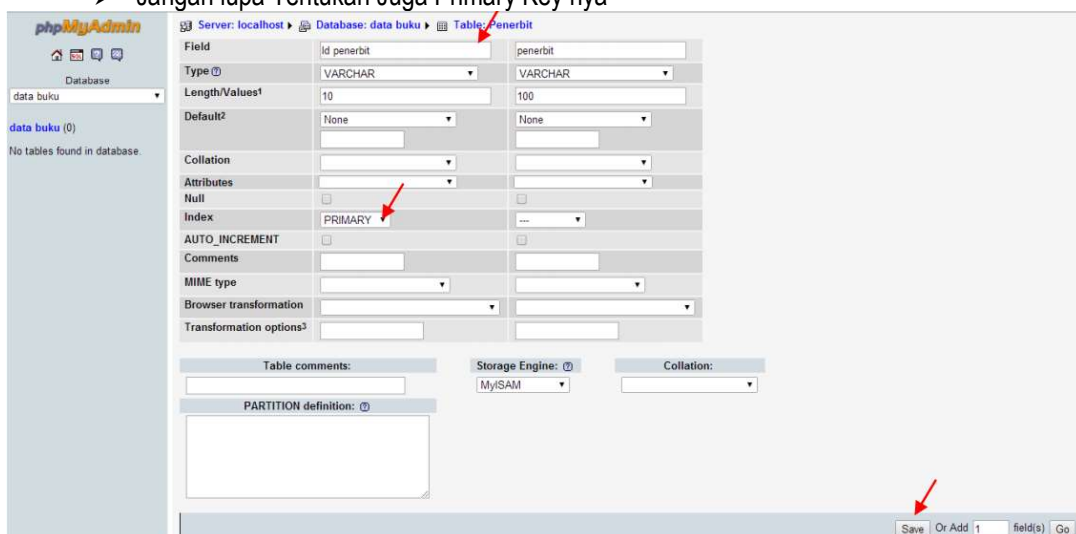 ➢ Jangan lupa Tentukan Juga Primary Key nya
phpMyAdmin
Database
data buku
data buku (0)
No tables found in database.
Server: localhost ▸ Database: data buku ▸ Table: Penerbit
Field Id penerbit penerbit
Type VARCHAR VARCHAR
Length/Values1 10 100
Default2 None None
Collation
Attributes
Null
Index PRIMARY ---
AUTO_INCREMENT
Comments
MIME type
Browser transformation
Transformation options3
Table comments: Storage Engine: Collation:
MyISAM
PARTITION definition:
Save Or Add 1 field(s) Go